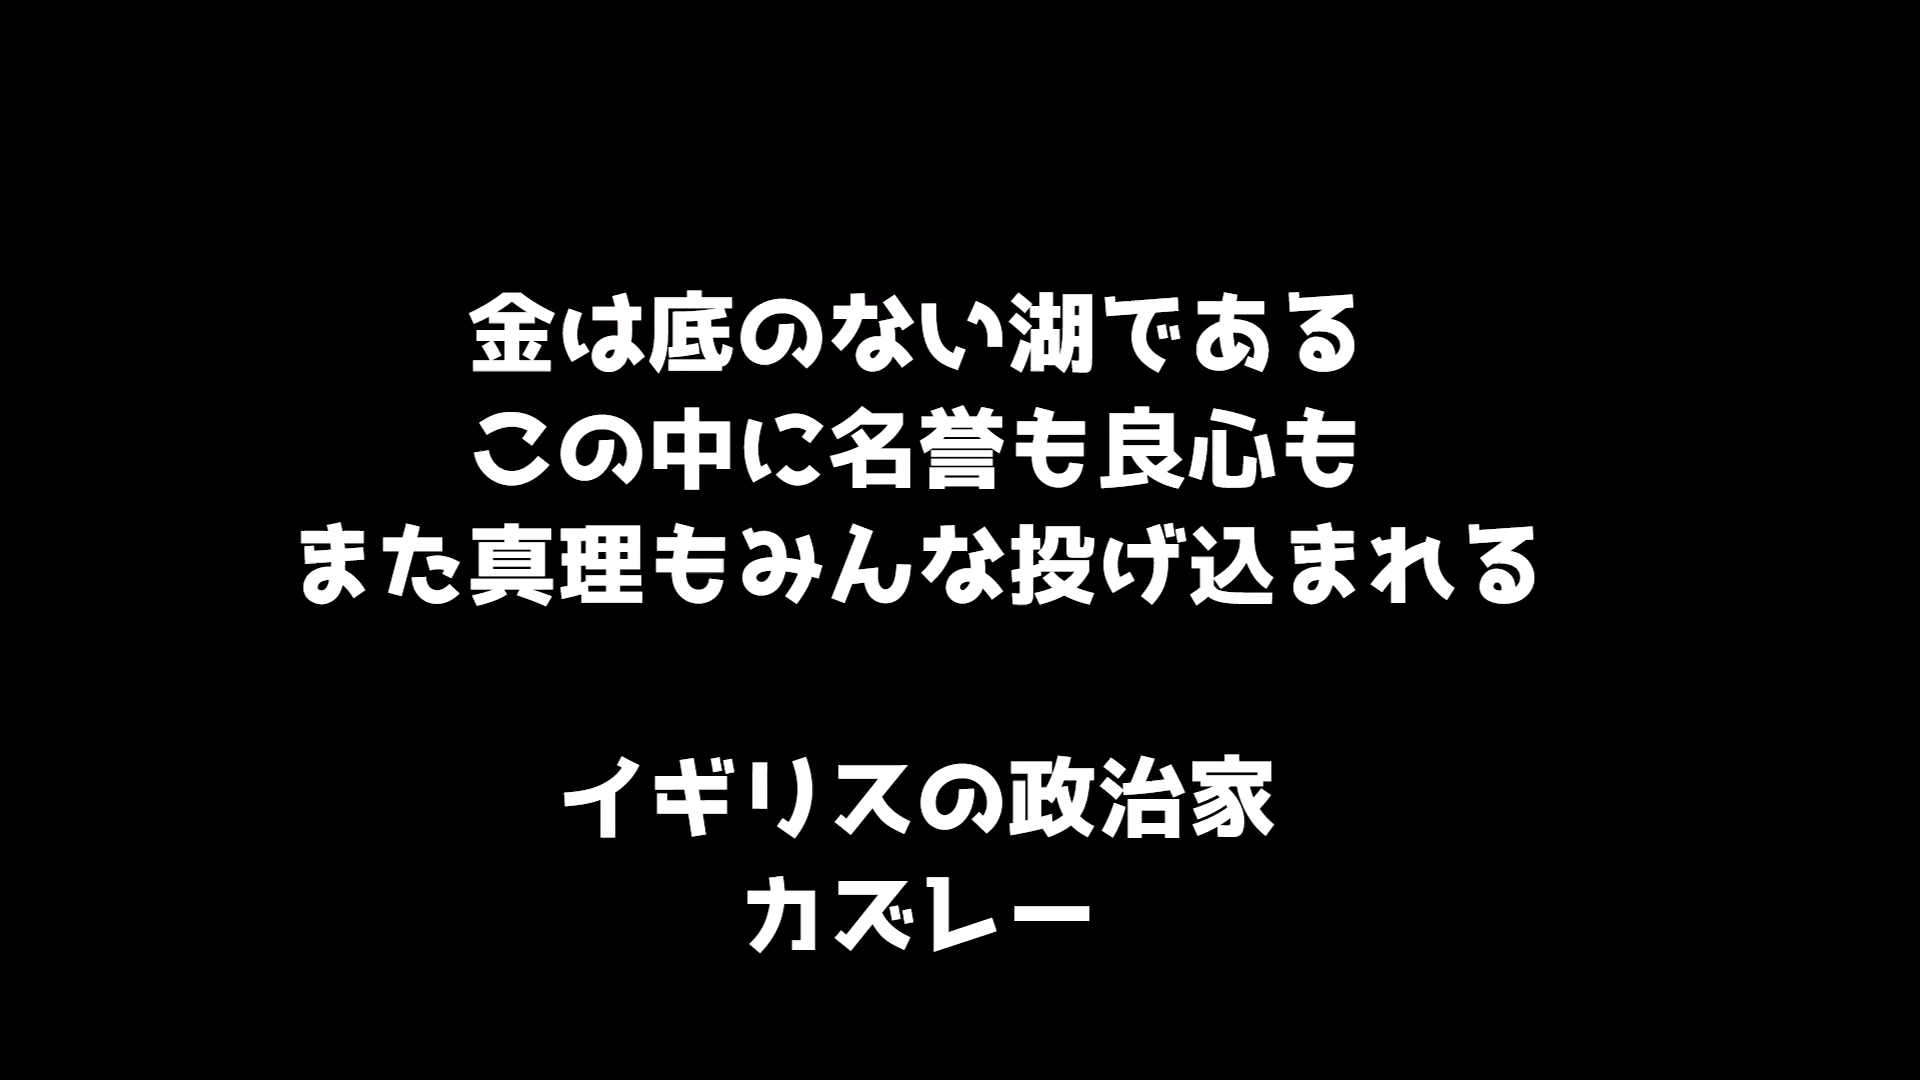 金は底のない湖である
この中に名誉も良心も
また真理もみんな投げ込まれる
イギリスの政治家
カズレー